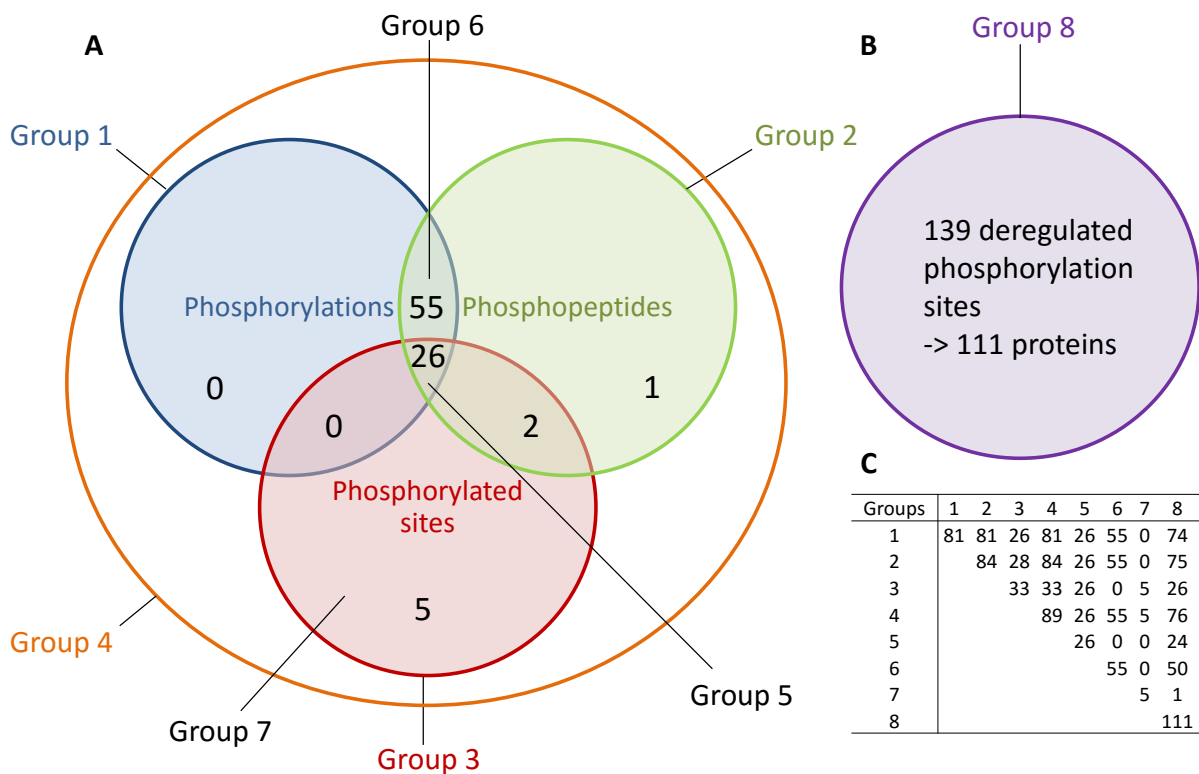 A
Group 6
B
Group 8
Group 1
Group 2
139 deregulated
phosphorylation
sites
-> 111 proteins
Phosphorylations
55
Phosphopeptides
26
0
1
0
2
Phosphorylated
sites
5
Group 4
Group 5
Group 7
Group 3
C
Groups 1 2 3 4 5 6 7 8
1 81 81 26 81 26 55 0 74
2 84 28 84 26 55 0 75
3 33 33 26 0 5 26
4 89 26 55 5 76
5 26 0 0 24
6 55 0 50
7 5 1
8 111